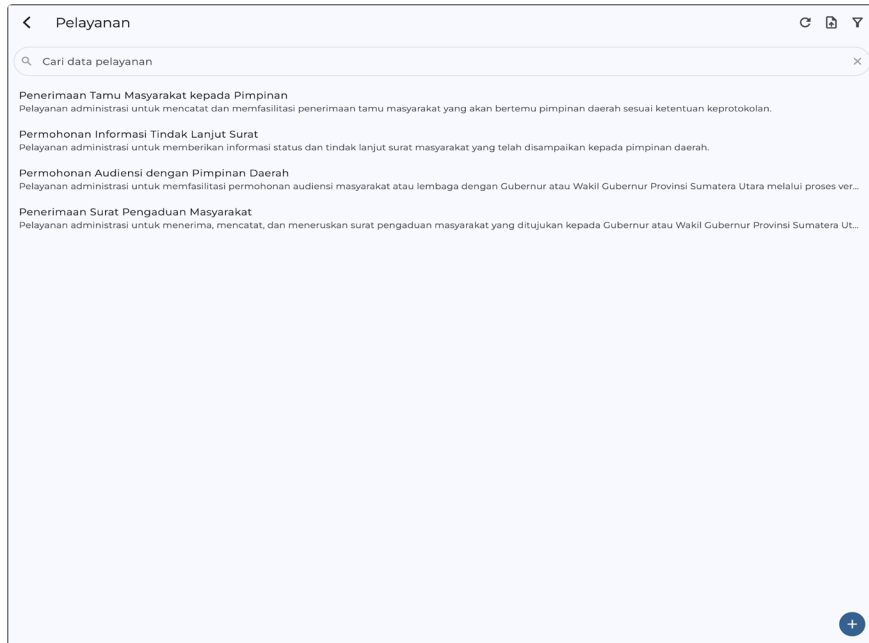 Pelayanan
Cari data pelayanan
Penerimaan Tamu Masyarakat kepada Pimpinan
Pelayanan administrasi untuk mencatat dan memfasilitasi penerimaan tamu masyarakat yang akan bertemu pimpinan daerah sesuai ketentuan keprotokolan.
Permohonan Informasi Tindak Lanjut Surat
Pelayanan administrasi untuk memberikan informasi status dan tindak lanjut surat masyarakat yang telah disampaikan kepada pimpinan daerah.
Permohonan Audiensi dengan Pimpinan Daerah
Pelayanan administrasi untuk memfasilitasi permohonan audiensi masyarakat atau lembaga dengan Gubernur atau Wakil Gubernur Provinsi Sumatera Utara melalui proses ver...
Penerimaan Surat Pengaduan Masyarakat
Pelayanan administrasi untuk menerima, mencatat, dan meneruskan surat pengaduan masyarakat yang ditujukan kepada Gubernur atau Wakil Gubernur Provinsi Sumatera Ut...